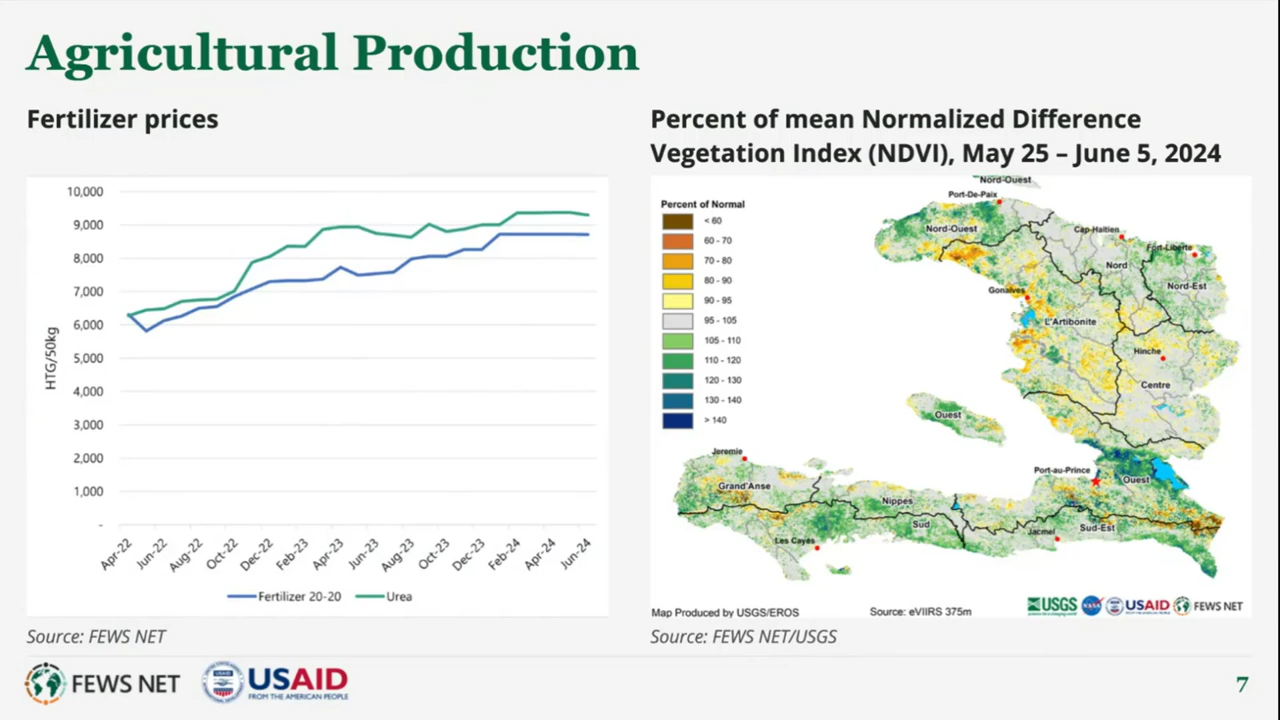 Agricultural Production
Fertilizer prices
HTG/50kg
10,000
9,000
8,000
7,000
6,000
5,000
4,000
3,000
2,000
1,000
-
Apr-22
Jun-22
Aug-22
Oct-22
Dec-22
Feb-23
Apr-23
Jun-23
Aug-23
Oct-23
Dec-23
Feb-24
Apr-24
Jun-24
Fertilizer 20-20
Urea
Source: FEWS NET
Percent of mean Normalized Difference
Vegetation Index (NDVI), May 25 – June 5, 2024
Percent of Normal
< 60
60 - 70
70 - 80
80 - 90
90 - 95
95 - 105
105 - 110
110 - 120
120 - 130
130 - 140
> 140
Nord-Ouest
Port-De-Paix
Nord-Ouest
Cap-Haitien
Fort-Liberte
Nord
Nord-Est
Gonaives
L'Artibonite
Hinche
Centre
Ouest
Jeremie
Port-au-Prince
Ouest
Grand'Anse
Nippes
Sud
Sud-Est
Jacmel
Les Cayes
Map Produced by USGS/EROS
Source: eVIIRS 375m
USGS
NASA
USAID
FEWS NET
Source: FEWS NET/USGS
FEWS NET
USAID
FROM THE AMERICAN PEOPLE
7